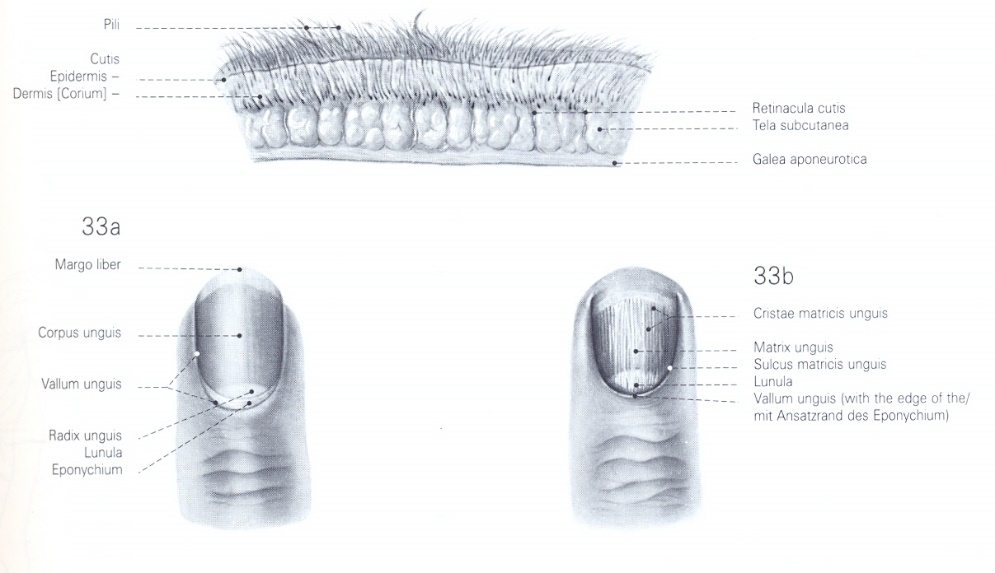 Pili
Cutis
Epidermis –
Dermis [Corium] –
Retinacula cutis
Tela subcutanea
Galea aponeurotica
33a
Margo liber
Corpus unguis
Vallum unguis
Radix unguis
Lunula
Eponychium
33b
Cristae matricis unguis
Matrix unguis
Sulcus matricis unguis
Lunula
Vallum unguis (with the edge of the/
mit Ansatzrand des Eponychium)